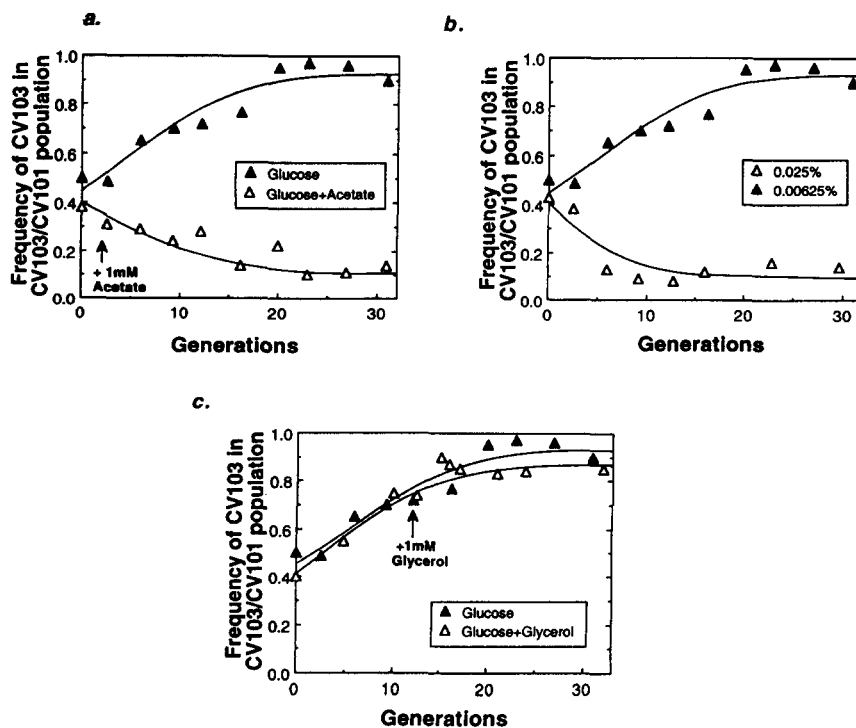 a.
Frequency of CV103 in
CV103/CV101 population
1.0
0.8
0.6
0.4
0.2
0.0
Glucose
Glucose+Acetate
+ 1mM
Acetate
0 10 20 30
Generations
b.
Frequency of CV103 in
CV103/CV101 population
1.0
0.8
0.6
0.4
0.2
0.0
0.025%
0.00625%
0 10 20 30
Generations
c.
Frequency of CV103 in
CV103/CV101 population
1.0
0.8
0.6
0.4
0.2
0.0
+1mM
Glycerol
Glucose
Glucose+Glycerol
0 10 20 30
Generations